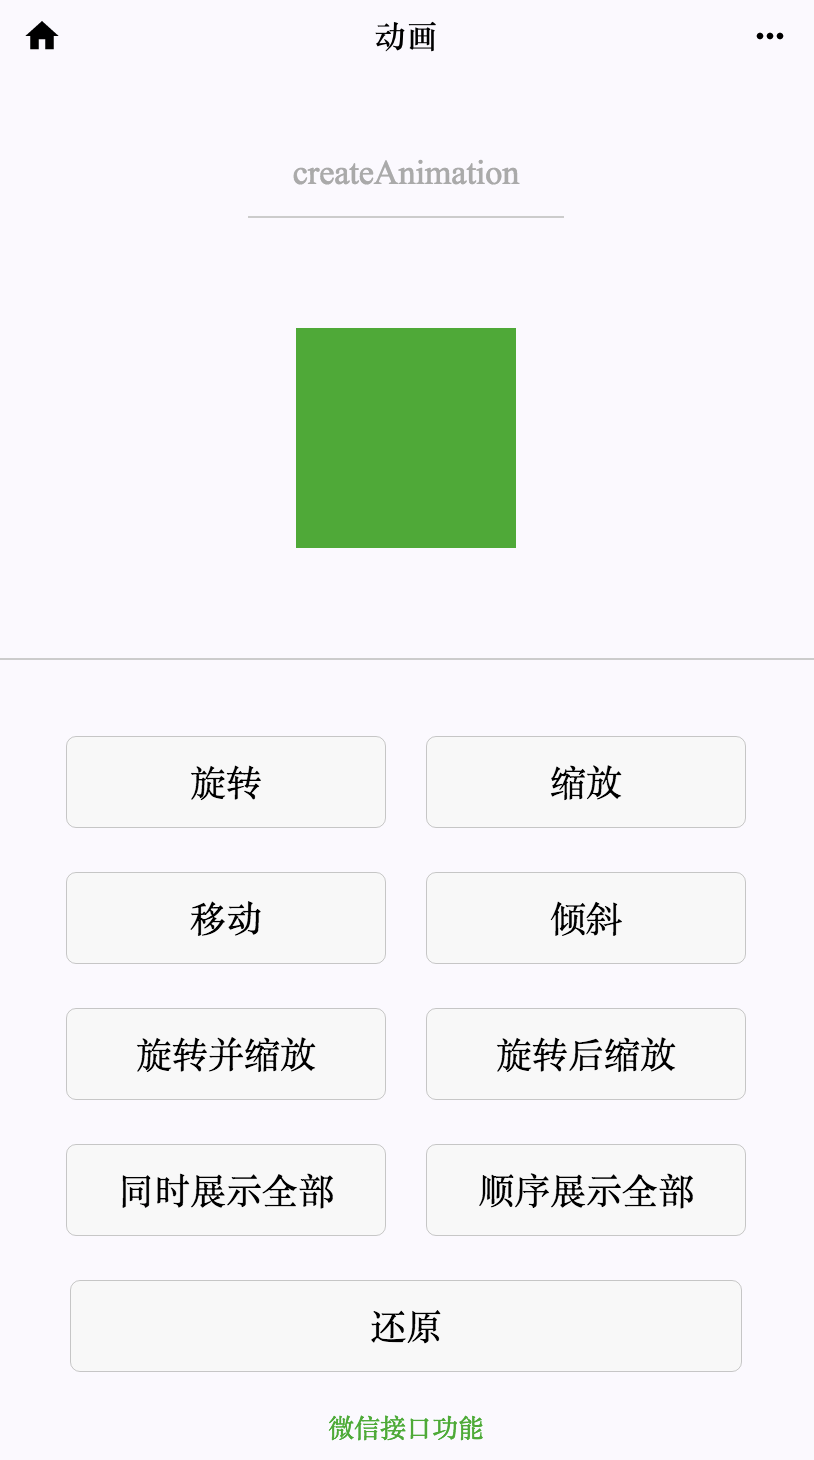 动画
createAnimation
旋转
缩放
移动
倾斜
旋转并缩放
旋转后缩放
同时展示全部
顺序展示全部
还原
微信接口功能